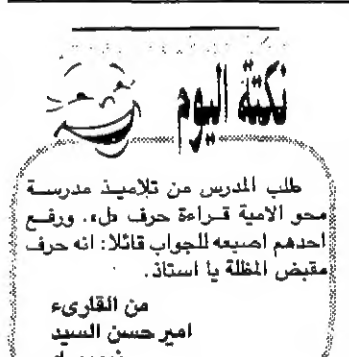 نكتة اليوم
طلب المدرس من تلاميذ مدرسة
محو الامية قراءة حرف «ل». ورفع
احدهم اصبعه للجواب قائلا: انه حرف
مقبض المظلة يا استاذ.
من القارىء
امير حسن السيد